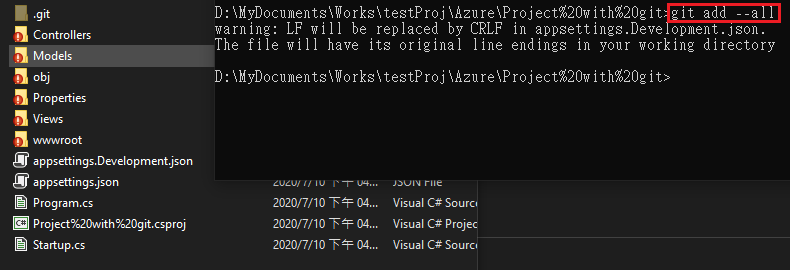 .git
Controllers
Models
obj
Properties
Views
wwwroot
appsettings.Development.json
appsettings.json 2020/7/10 下午 04... JSON File
Program.cs 2020/7/10 下午 04... Visual C# Source
Project%20with%20git.csproj 2020/7/10 下午 04... Visual C# Projec
Startup.cs 2020/7/10 下午 04... Visual C# Source
D:\MyDocuments\Works\testProj\Azure\Project%20with%20git>git add --all
warning: LF will be replaced by CRLF in appsettings.Development.json.
The file will have its original line endings in your working directory
D:\MyDocuments\Works\testProj\Azure\Project%20with%20git>